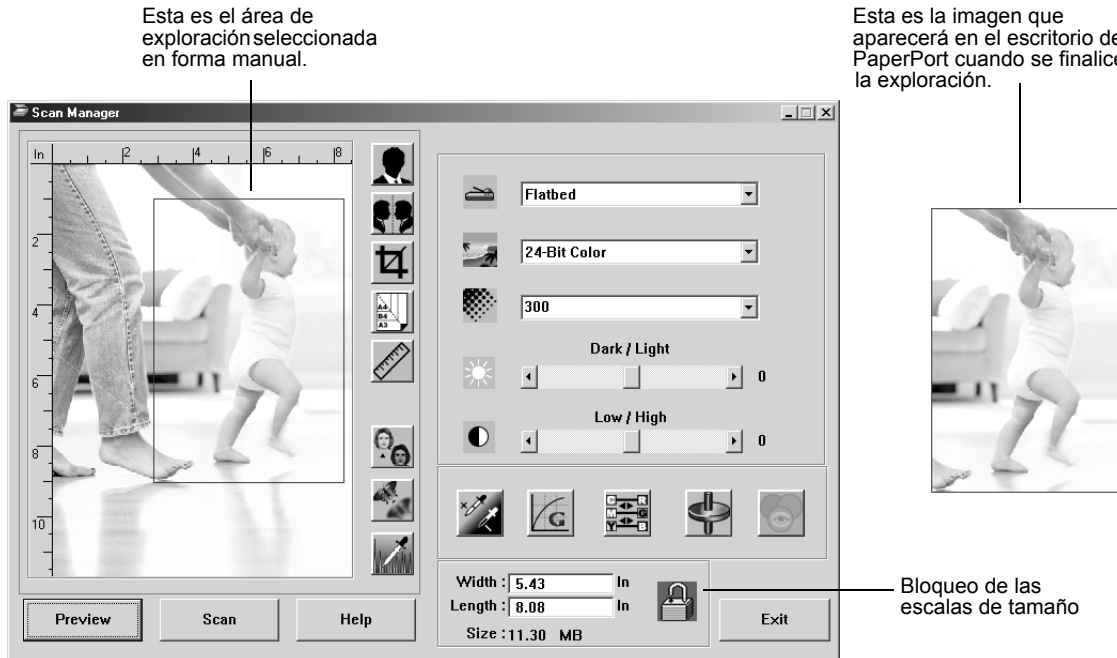 Esta es el área de
exploración seleccionada
en forma manual.
Esta es la imagen que
aparecerá en el escritorio de
PaperPort cuando se finalice
la exploración.
Scan Manager
In 2 4 6 8
2
4
6
8
10
A4
B4
A3
Flatbed
24-Bit Color
300
Dark / Light
0
Low / High
0
G
C R
M G
Y B
Width : 5.43 In
Length : 8.08 In
Size : 11.30 MB
Preview Scan Help Exit
Bloqueo de las
escalas de tamaño